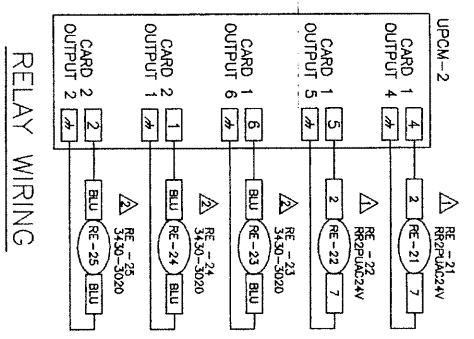 UPCM-2
CARD 1
OUTPUT 4
4
2
RE-21
7
1
RE -21
RR2PUAC24V
CARD 1
OUTPUT 5
5
2
RE-22
7
1
RE -22
RR2PUAC24V
CARD 1
OUTPUT 6
6
BLU
RE-23
BLU
2
RE -23
3430-3020
CARD 2
OUTPUT 1
1
BLU
RE-24
BLU
2
RE -24
3430-3020
CARD 2
OUTPUT 2
2
BLU
RE-25
BLU
2
RE -25
3430-3020
RELAY WIRING